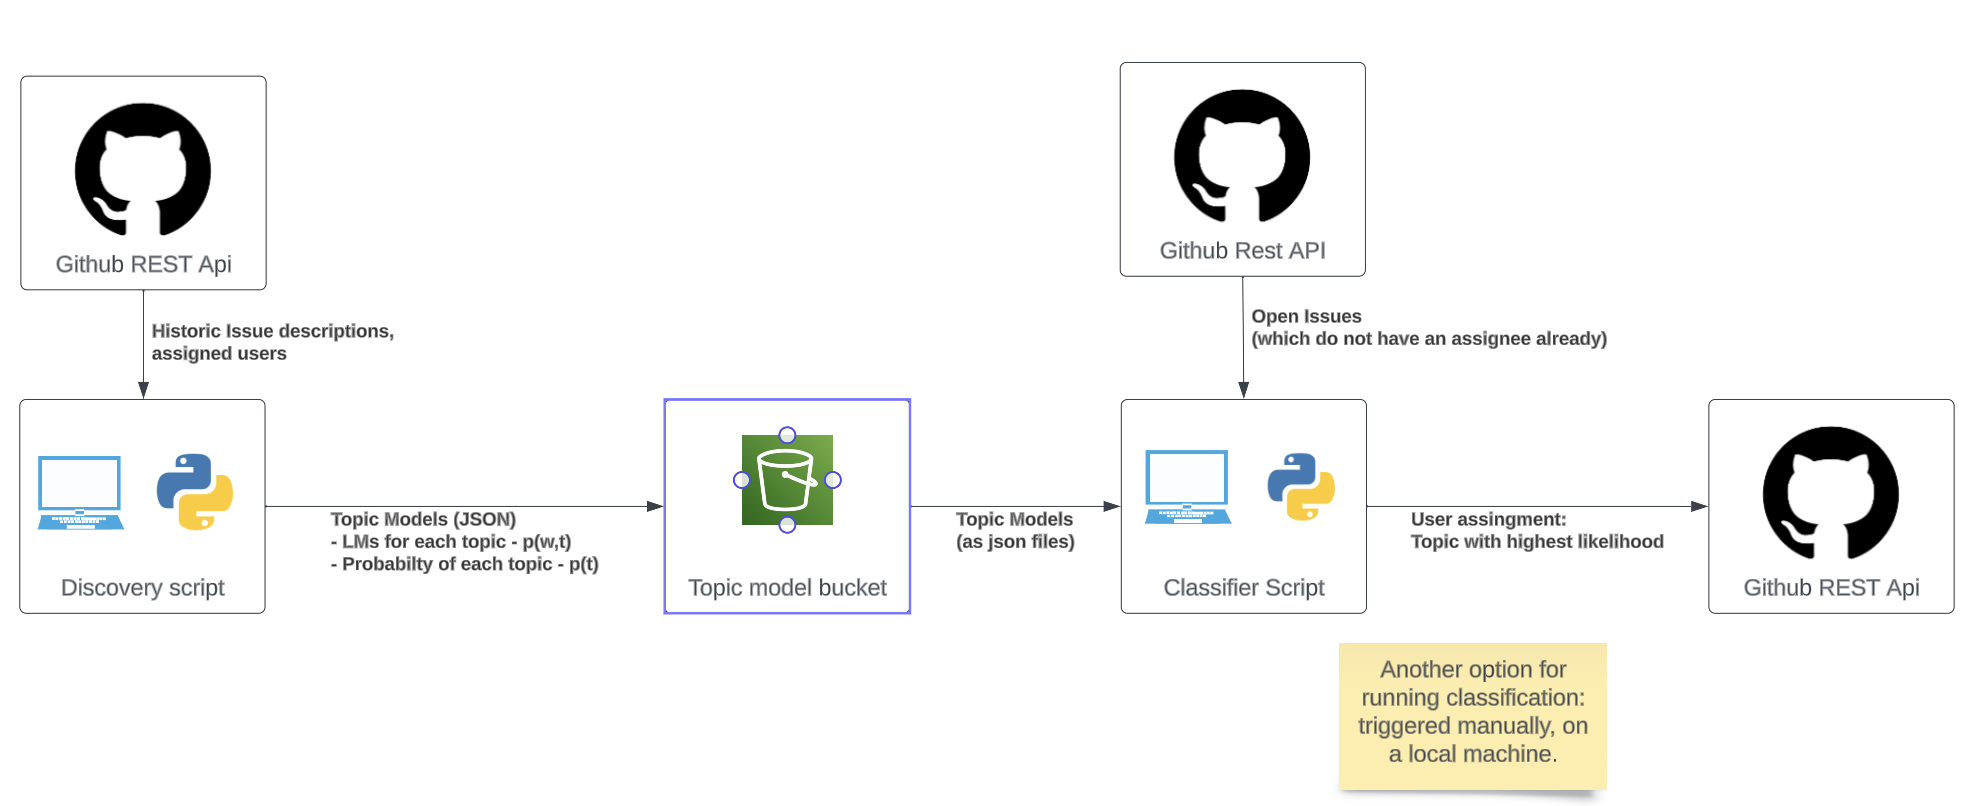 Github REST Api
Historic Issue descriptions,
assigned users
Discovery script
Topic Models (JSON)
- LMs for each topic - p(w,t)
- Probabilty of each topic - p(t)
Topic model bucket
Topic Models
(as json files)
Github Rest API
Open Issues
(which do not have an assignee already)
Classifier Script
User assingment:
Topic with highest likelihood
Github REST Api
Another option for
running classification:
triggered manually, on
a local machine.